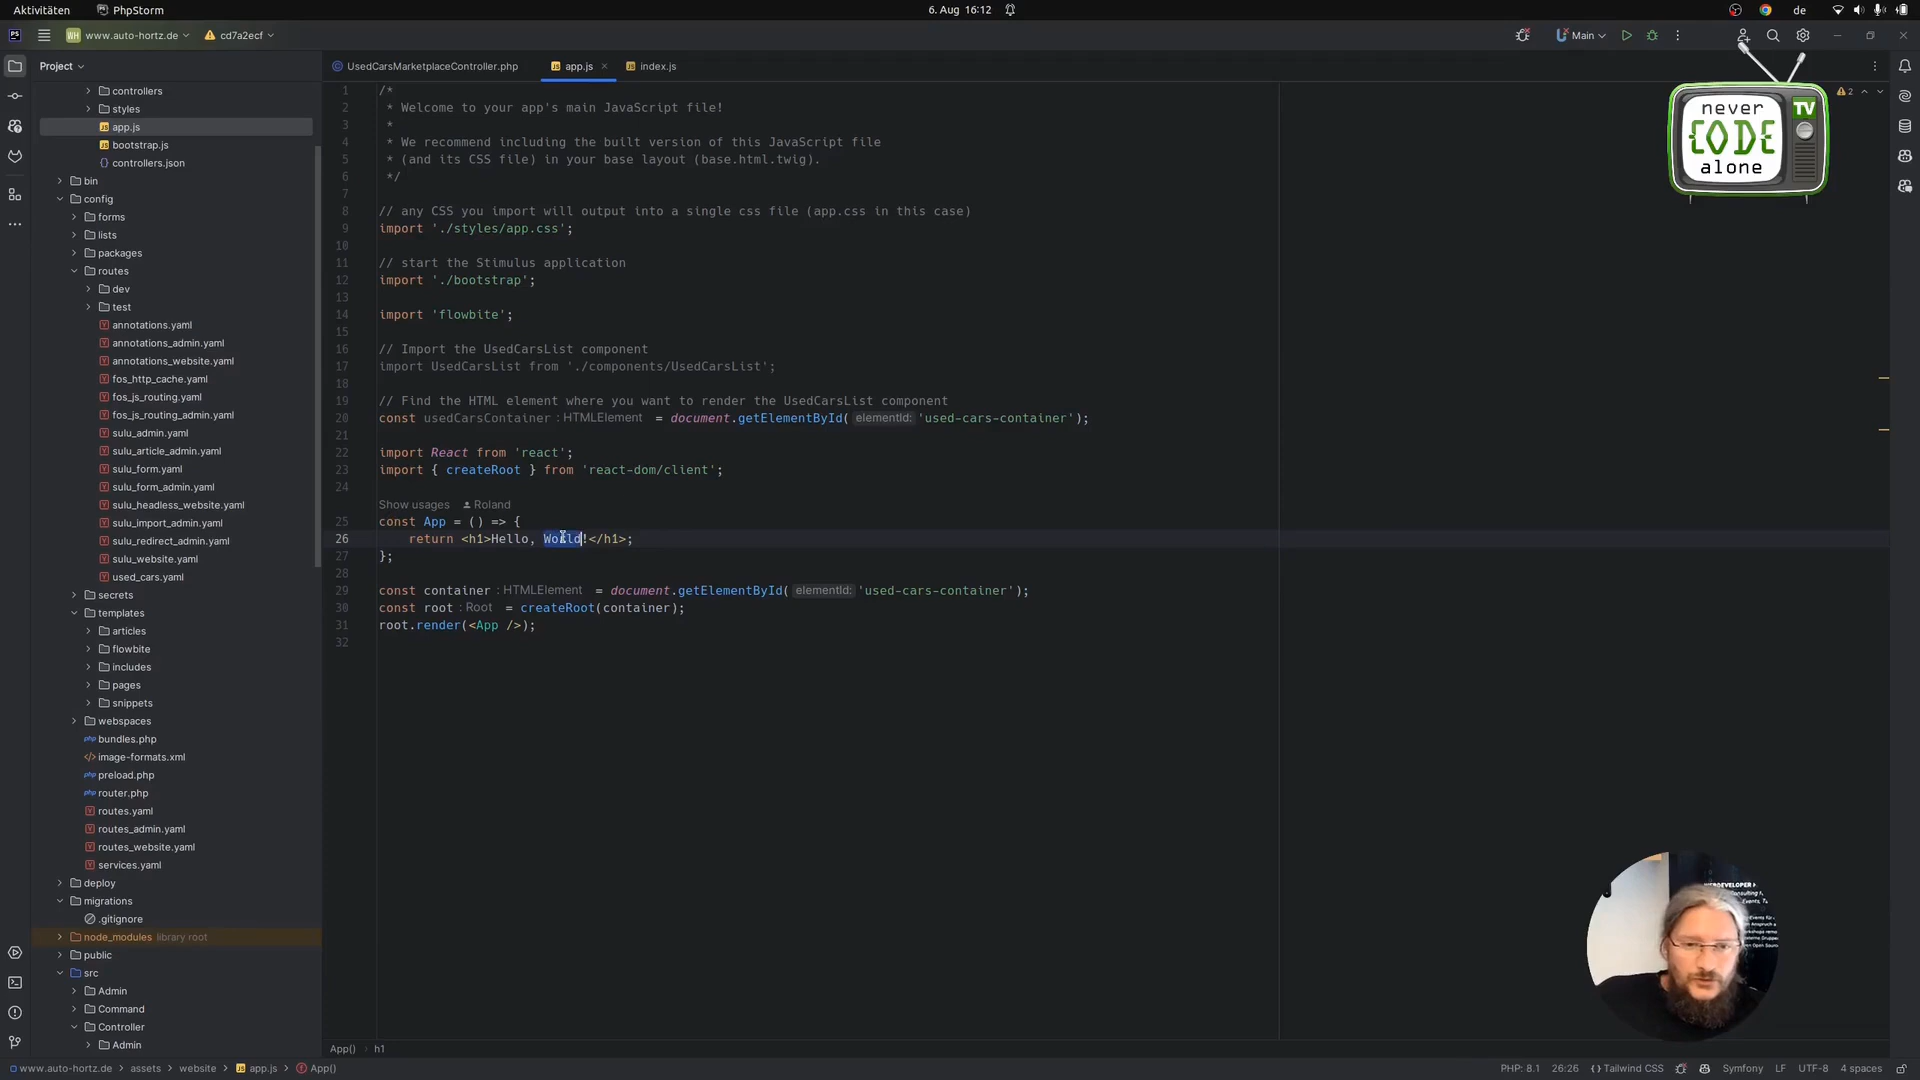 Aktivitäten
PhpStorm
6. Aug 16:12
de
WH www.auto-hortz.de
cd7a2ecf
Main
Project
UsedCarsMarketplaceController.php
app.js
index.js
controllers
styles
app.js
bootstrap.js
controllers.json
bin
config
forms
lists
packages
routes
dev
test
annotations.yaml
annotations_admin.yaml
annotations_website.yaml
fos_http_cache.yaml
fos_js_routing.yaml
fos_js_routing_admin.yaml
sulu_admin.yaml
sulu_article_admin.yaml
sulu_form.yaml
sulu_form_admin.yaml
sulu_headless_website.yaml
sulu_import_admin.yaml
sulu_redirect_admin.yaml
sulu_website.yaml
used_cars.yaml
secrets
templates
articles
flowbite
includes
pages
snippets
webspaces
bundles.php
image-formats.xml
preload.php
router.php
routes.yaml
routes_admin.yaml
routes_website.yaml
services.yaml
deploy
migrations
.gitignore
node_modules library root
public
src
Admin
Command
Controller
Admin
1 /*
2 * Welcome to your app's main JavaScript file!
3 *
4 * We recommend including the built version of this JavaScript file
5 * (and its CSS file) in your base layout (base.html.twig).
6 */
7
8 // any CSS you import will output into a single css file (app.css in this case)
9 import './styles/app.css';
10
11 // start the Stimulus application
12 import './bootstrap';
13
14 import 'flowbite';
15
16 // Import the UsedCarsList component
17 import UsedCarsList from './components/UsedCarsList';
18
19 // Find the HTML element where you want to render the UsedCarsList component
20 const usedCarsContainer : HTMLElement = document.getElementById( elementId: 'used-cars-container');
21
22 import React from 'react';
23 import { createRoot } from 'react-dom/client';
24
Show usages Roland
25 const App = () => {
26 return <h1>Hello, World!</h1>;
27 };
28
29 const container : HTMLElement = document.getElementById( elementId: 'used-cars-container');
30 const root : Root = createRoot(container);
31 root.render(<App />);
32
2
never
TV
{CODE}
alone
WEBDEVELOPER
App() h1
www.auto-hortz.de assets website app.js App()
PHP: 8.1 26:26 Tailwind CSS Symfony LF UTF-8 4 spaces